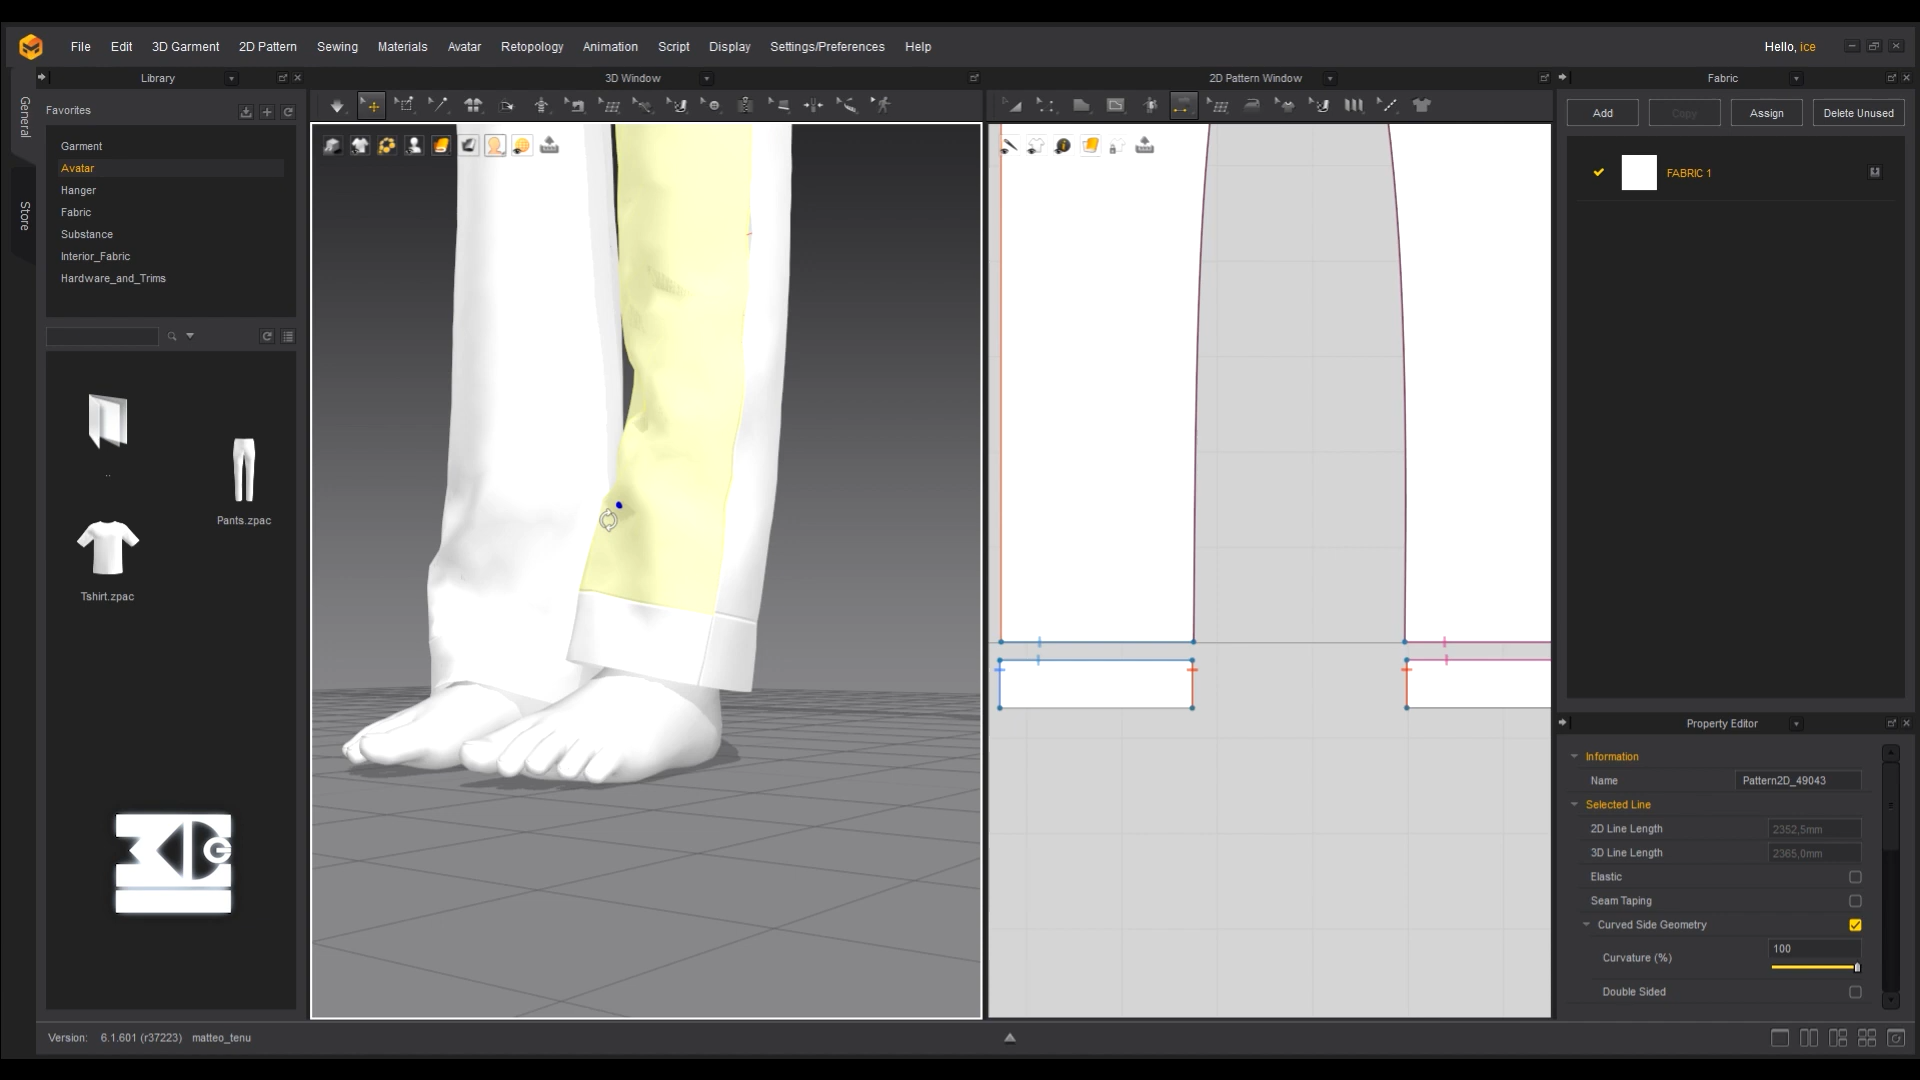 File Edit 3D Garment 2D Pattern Sewing Materials Avatar Retopology Animation Script Display Settings/Preferences Help
Hello, ice
Library
3D Window
2D Pattern Window
Fabric
General
Store
Favorites
Garment
Avatar
Hanger
Fabric
Substance
Interior_Fabric
Hardware_and_Trims
..
Pants.zpac
Tshirt.zpac
Add Copy Assign Delete Unused
FABRIC 1
Property Editor
Information
Name Pattern2D_49043
Selected Line
2D Line Length 2352,5mm
3D Line Length 2365,0mm
Elastic
Seam Taping
Curved Side Geometry
Curvature (%) 100
Double Sided
Version: 6.1.601 (r37223) matteo_tenu